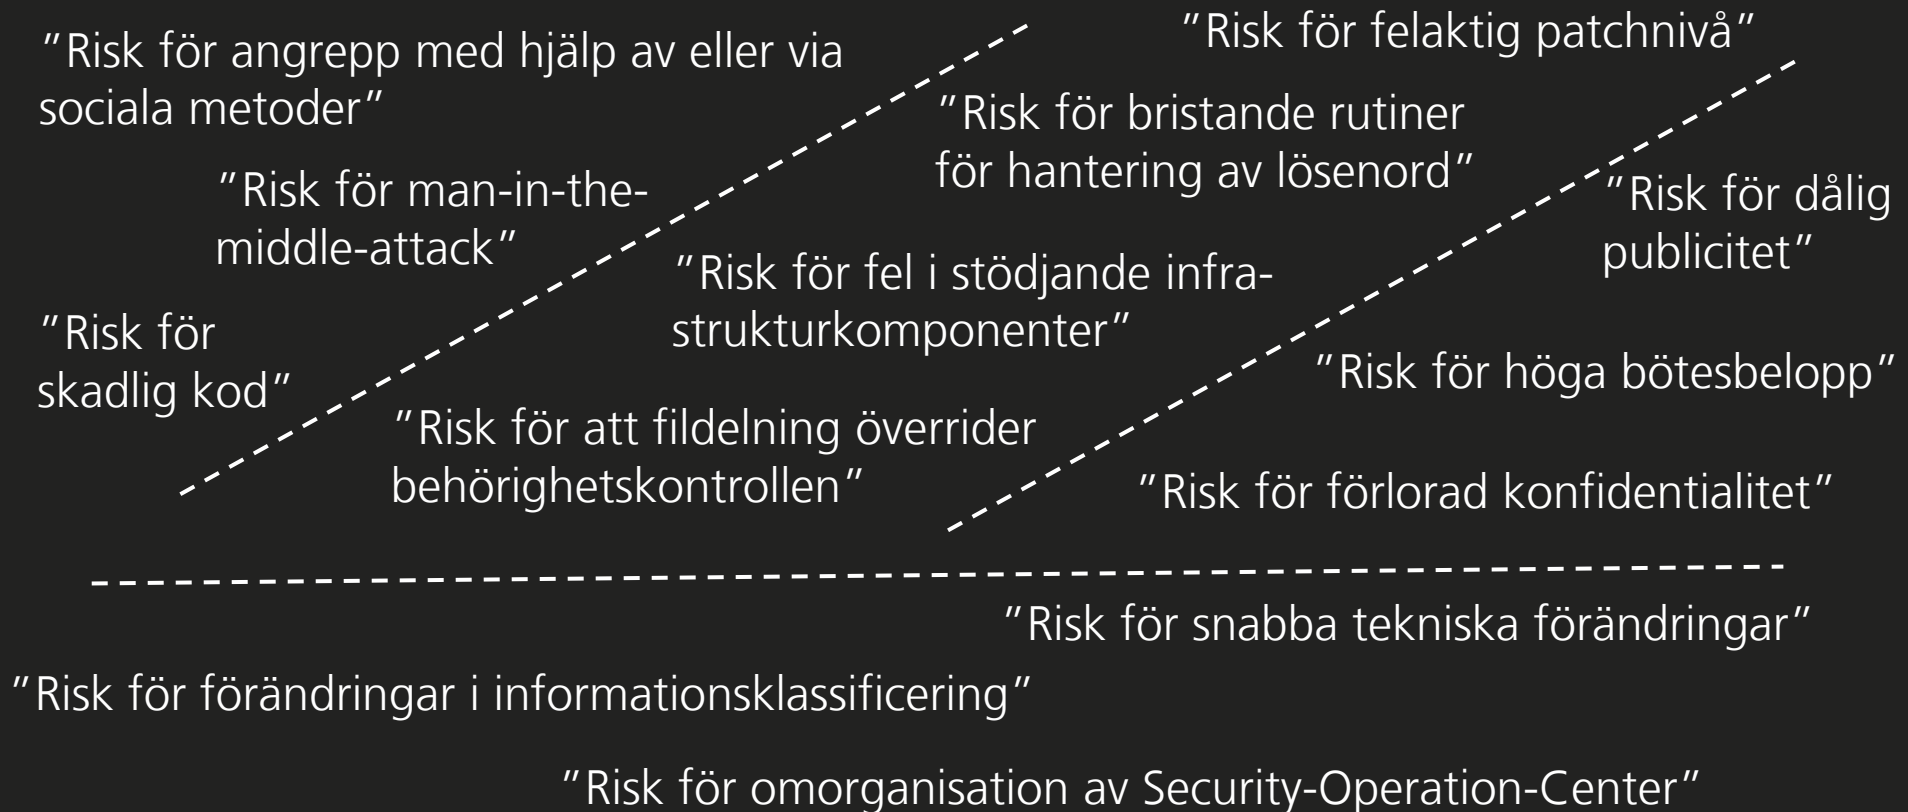 ”Risk för angrepp med hjälp av eller via
sociala metoder”
”Risk för man-in-the-
middle-attack”
”Risk för
skadlig kod”
”Risk för felaktig patchnivå”
”Risk för bristande rutiner
för hantering av lösenord”
”Risk för fel i stödjande infra-
strukturkomponenter”
”Risk för att fildelning överrider
behörighetskontrollen”
”Risk för dålig
publicitet”
”Risk för höga bötesbelopp”
”Risk för förlorad konfidentialitet”
”Risk för snabba tekniska förändringar”
”Risk för förändringar i informationsklassificering”
”Risk för omorganisation av Security-Operation-Center”